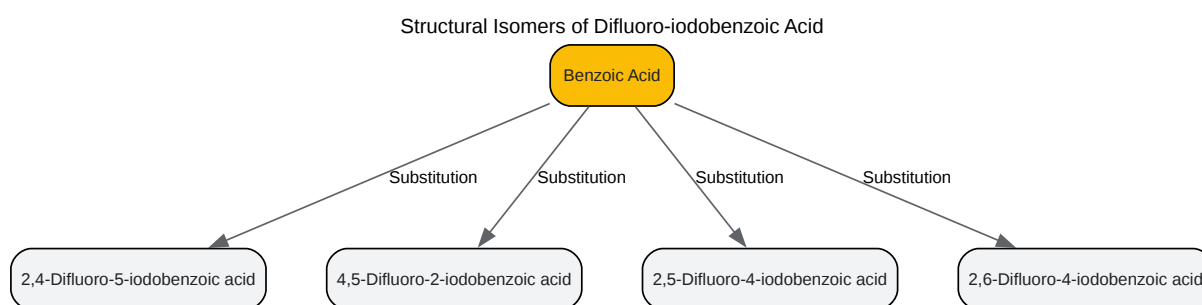 Structural Isomers of Difluoro-iodobenzoic Acid
Benzoic Acid
Substitution
Substitution
Substitution
Substitution
2,4-Difluoro-5-iodobenzoic acid
4,5-Difluoro-2-iodobenzoic acid
2,5-Difluoro-4-iodobenzoic acid
2,6-Difluoro-4-iodobenzoic acid